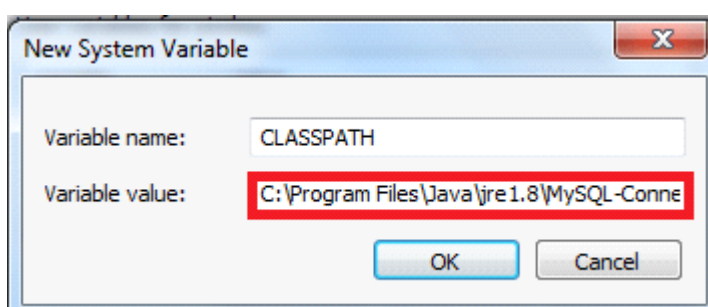 New System Variable
Variable name: CLASSPATH
Variable value: C:\Program Files\Java\jre1.8\MySQL-Conne
OK Cancel